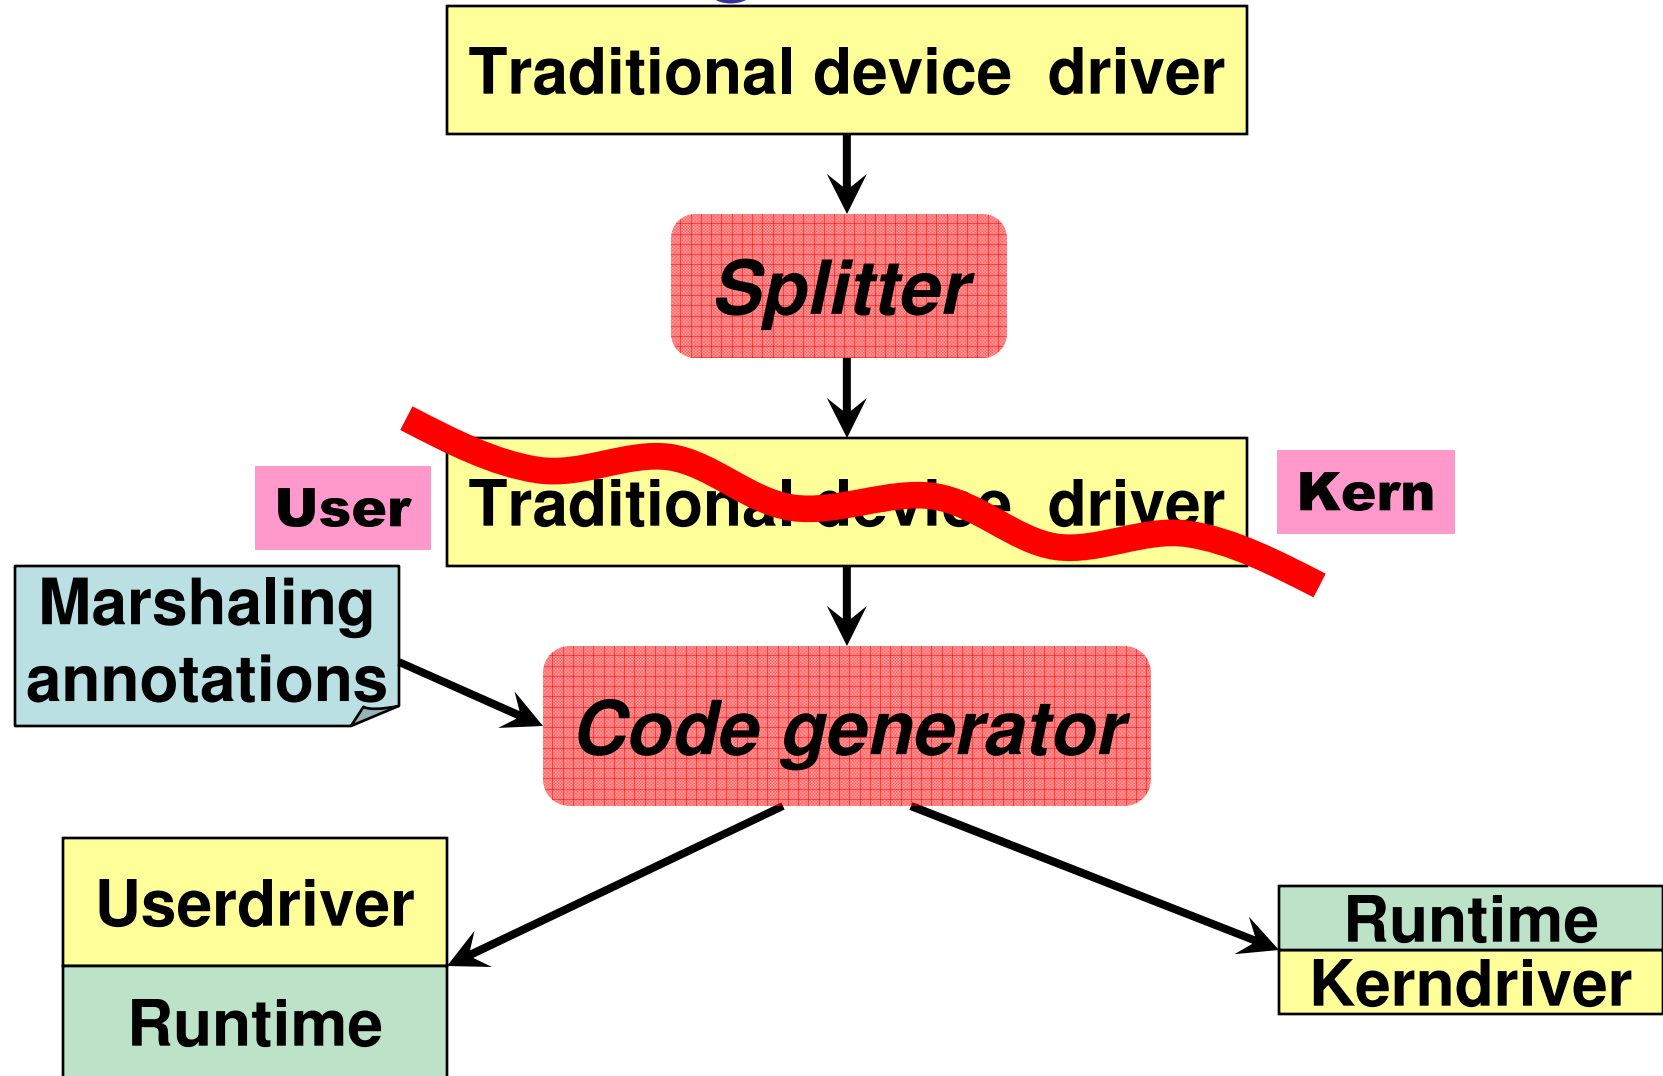 Traditional device driver
Splitter
User
Traditional device driver
Kern
Marshaling
annotations
Code generator
Userdriver
Runtime
Runtime
Kerndriver